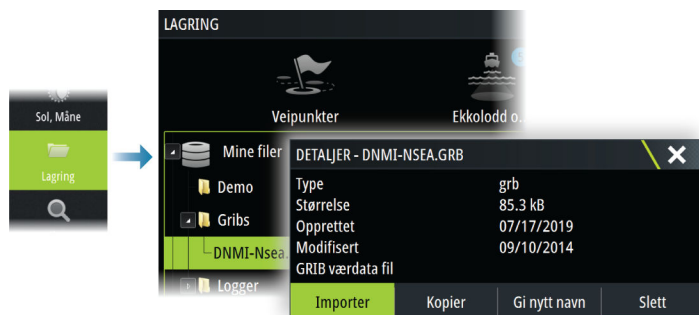 LAGRING
Veipunkter
Ekkolodd o.
Sol, Måne
Lagring
Mine filer
Demo
Gribs
DNMI-Nsea.
Logger
DETALJER - DNMI-NSEA.GRB
Type grb
Størrelse 85.3 kB
Opprettet 07/17/2019
Modifisert 09/10/2014
GRIB værdata fil
Importer Kopier Gi nytt navn Slett